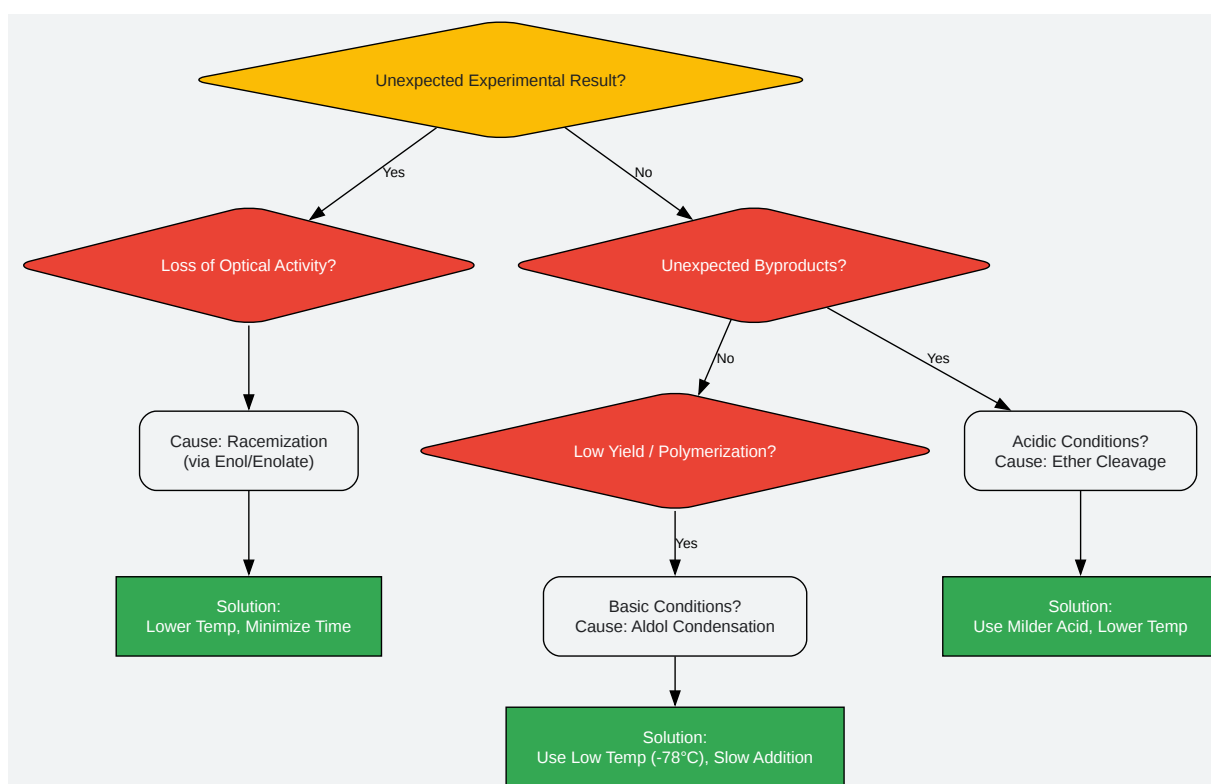 Unexpected Experimental Result?
Yes
No
Loss of Optical Activity?
Unexpected Byproducts?
No
Yes
Cause: Racemization
(via Enol/Enolate)
Low Yield / Polymerization?
Acidic Conditions?
Cause: Ether Cleavage
Yes
Solution:
Lower Temp, Minimize Time
Basic Conditions?
Cause: Aldol Condensation
Solution:
Use Milder Acid, Lower Temp
Solution:
Use Low Temp (-78°C), Slow Addition